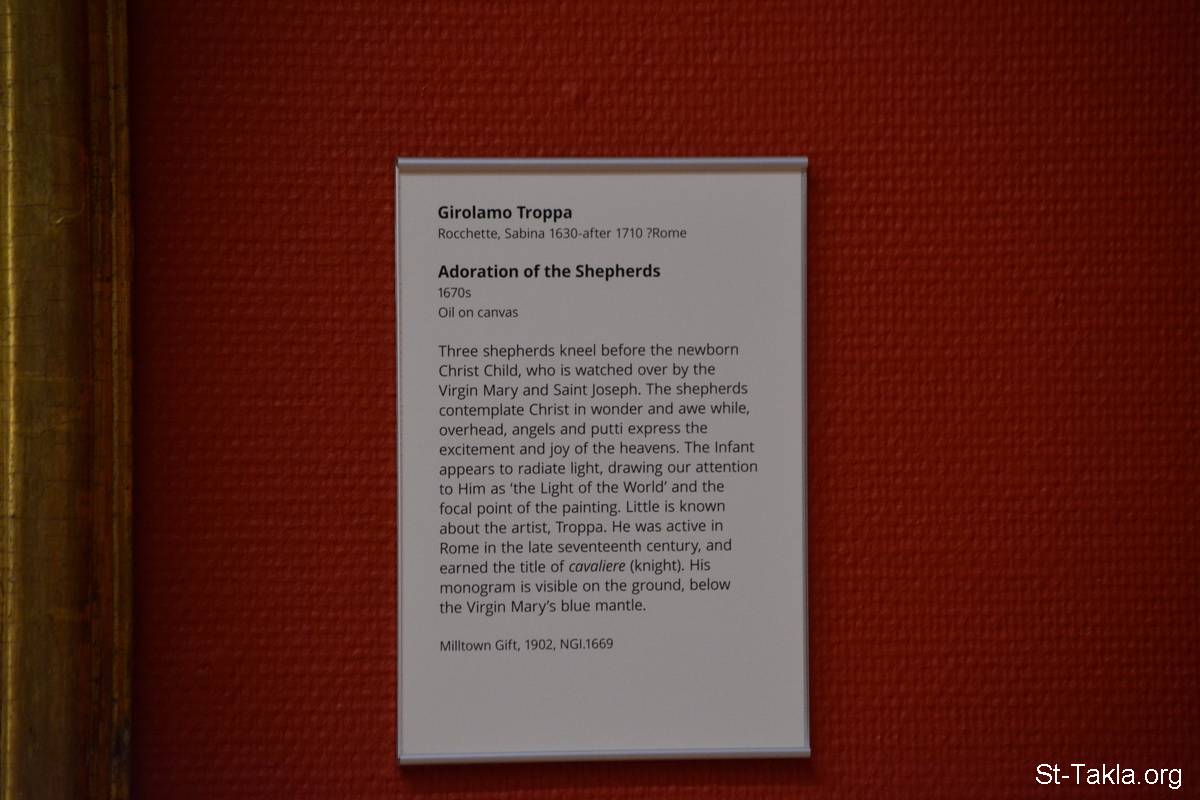 Girolamo Troppa
Rocchette, Sabina 1630-after 1710 ?Rome
Adoration of the Shepherds
1670s
Oil on canvas
Three shepherds kneel before the newborn
Christ Child, who is watched over by the
Virgin Mary and Saint Joseph. The shepherds
contemplate Christ in wonder and awe while,
overhead, angels and putti express the
excitement and joy of the heavens. The Infant
appears to radiate light, drawing our attention
to Him as ‘the Light of the World’ and the
focal point of the painting. Little is known
about the artist, Troppa. He was active in
Rome in the late seventeenth century, and
earned the title of cavaliere (knight). His
monogram is visible on the ground, below
the Virgin Mary’s blue mantle.
Milltown Gift, 1902, NGI.1669
St-Takla.org